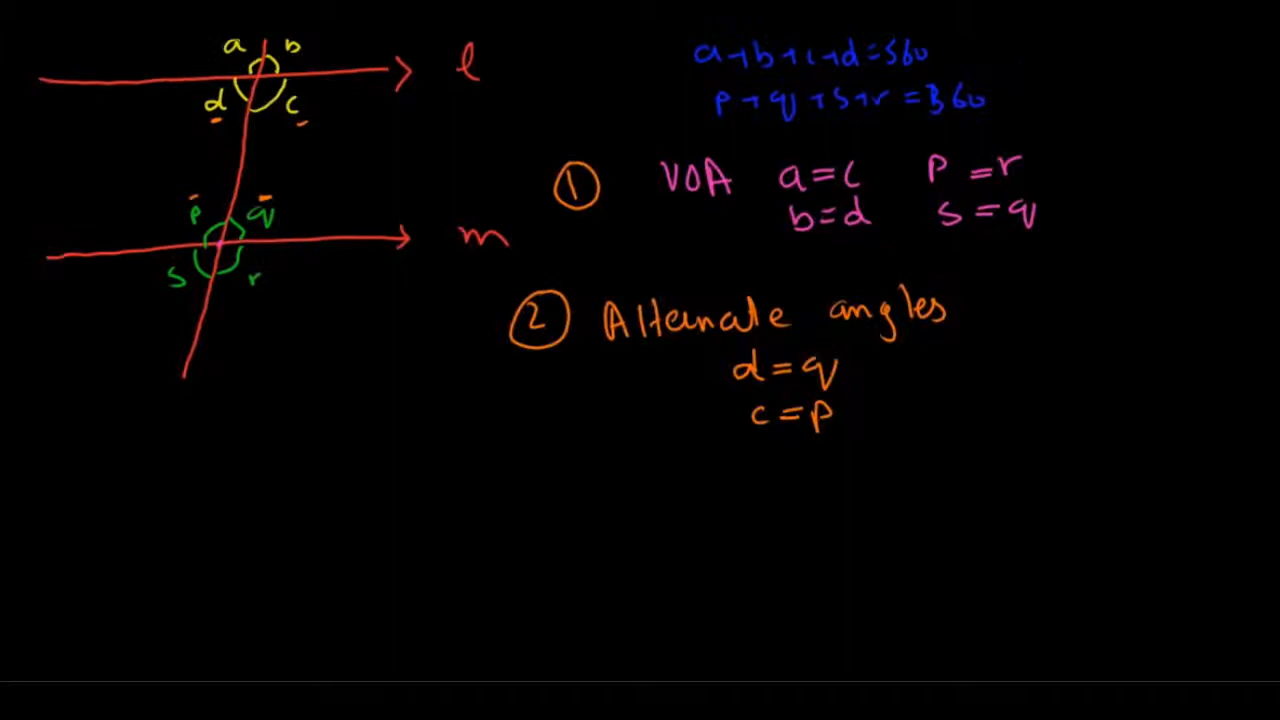 a b
l
d c
p q
m
s r
a+b+c+d=360
p+q+s+r=360
1 VOA a=c p=r
b=d s=q
2 Alternate angles
d=q
c=p